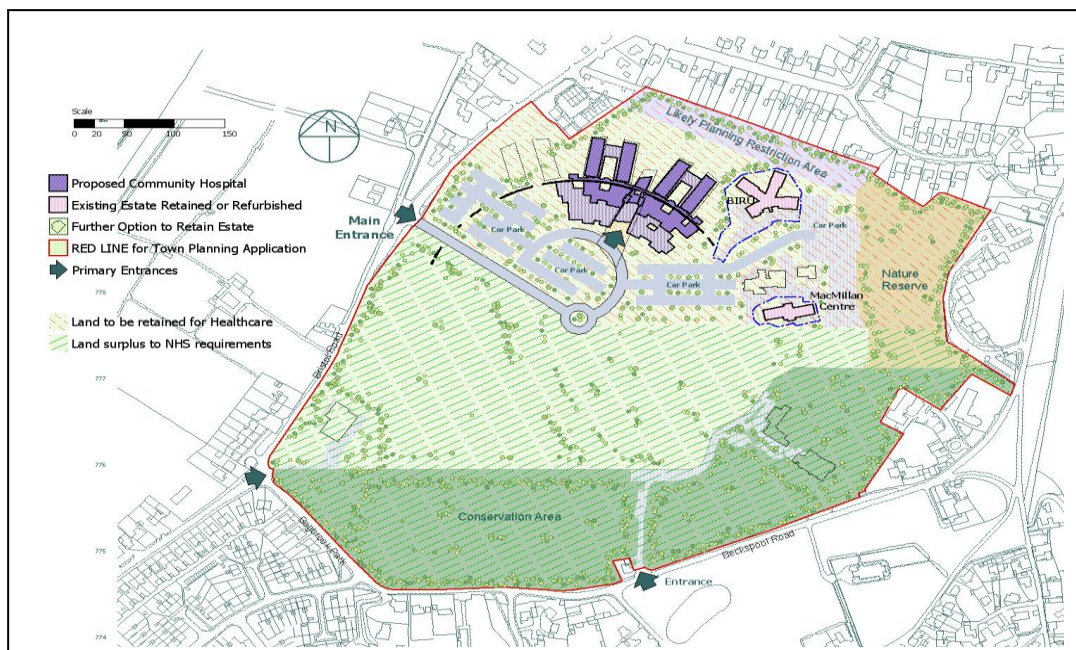 Scale
0 20 50 100 150
N
Proposed Community Hospital
Existing Estate Retained or Refurbished
Further Option to Retain Estate
RED LINE for Town Planning Application
Primary Entrances
Land to be retained for Healthcare
Land surplus to NHS requirements
Likely Planning Restriction Area
BIRU
Main
Entrance
Car Park
Car Park
Car Park
Car Park
Nature
Reserve
MacMillan
Centre
Bristol Road
778
777
776
775
774
Conservation Area
Beckspool Road
Entrance